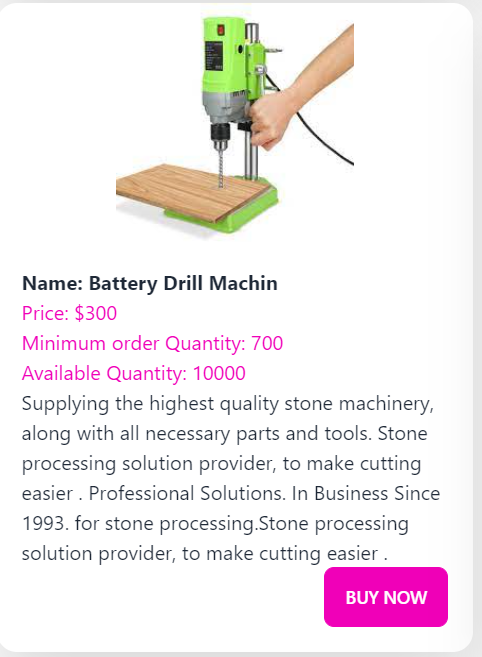 Name: Battery Drill Machin
Price: $300
Minimum order Quantity: 700
Available Quantity: 10000
Supplying the highest quality stone machinery,
along with all necessary parts and tools. Stone
processing solution provider, to make cutting
easier . Professional Solutions. In Business Since
1993. for stone processing.Stone processing
solution provider, to make cutting easier .
BUY NOW